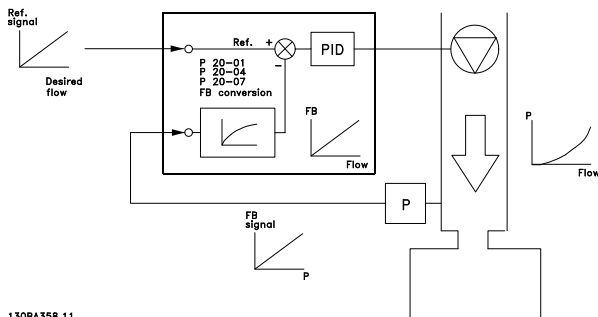 Ref.
signal
Desired
flow
Ref.
+
−
PID
P 20-01
P 20-04
P 20-07
FB conversion
FB
Flow
P
Flow
P
FB
signal
P
130BA358.11